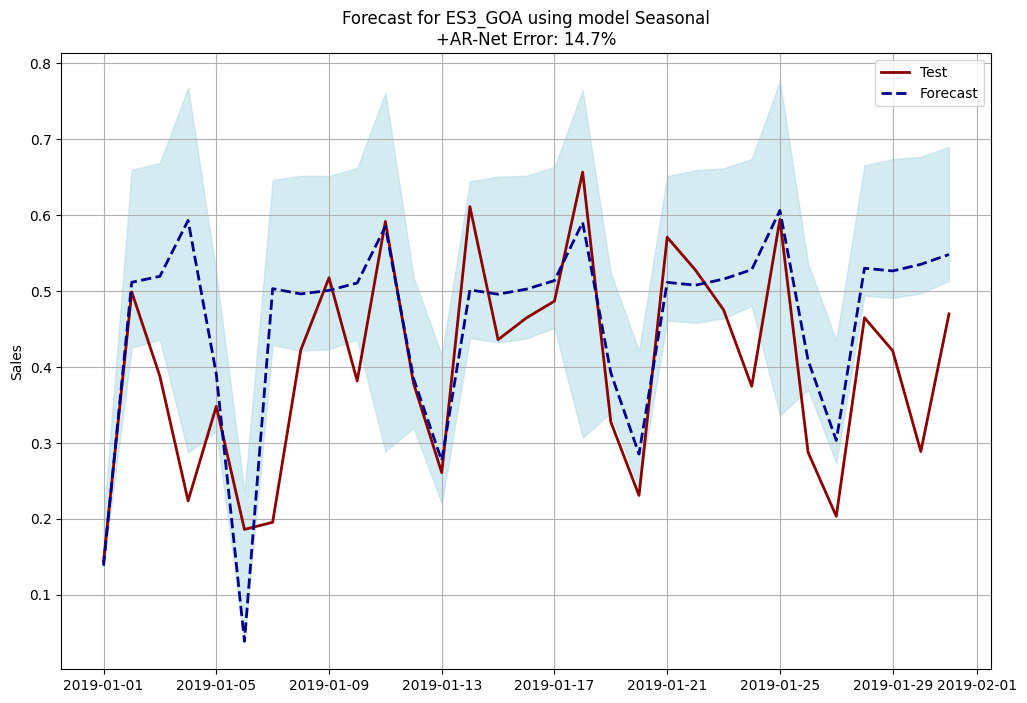 Forecast for ES3_GOA using model Seasonal
+AR-Net Error: 14.7%
Test
Forecast
Sales
0.8
0.7
0.6
0.5
0.4
0.3
0.2
0.1
2019-01-01 2019-01-05 2019-01-09 2019-01-13 2019-01-17 2019-01-21 2019-01-25 2019-01-29 2019-02-01